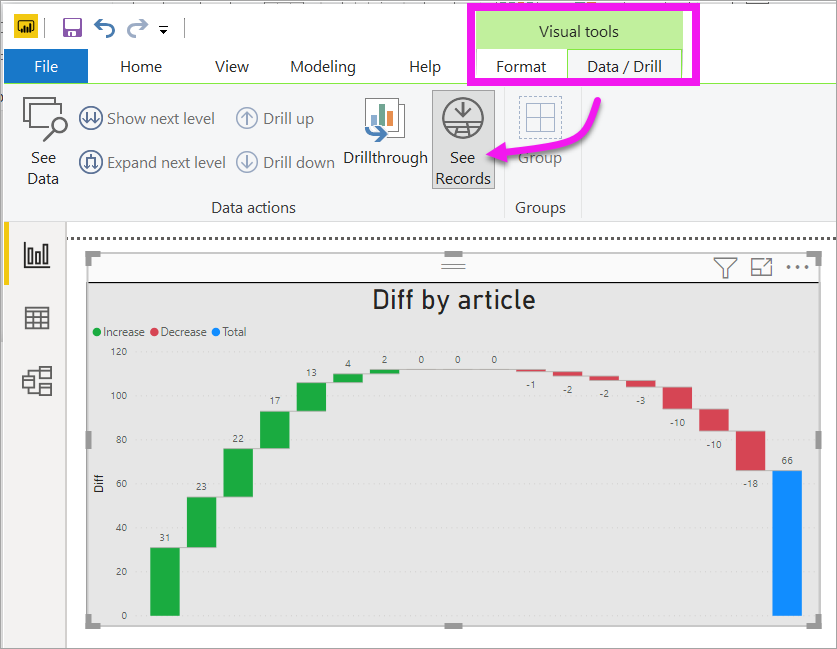 Visual tools
File Home View Modeling Help Format Data / Drill
See Data
Show next level
Expand next level
Drill up
Drill down
Drillthrough
See Records
Group
Data actions
Groups
Diff by article
Increase Decrease Total
120
100
80
60
40
20
0
Diff
31
23
22
17
13
4
2
0
0
0
-1
-2
-2
-3
-10
-10
-18
66